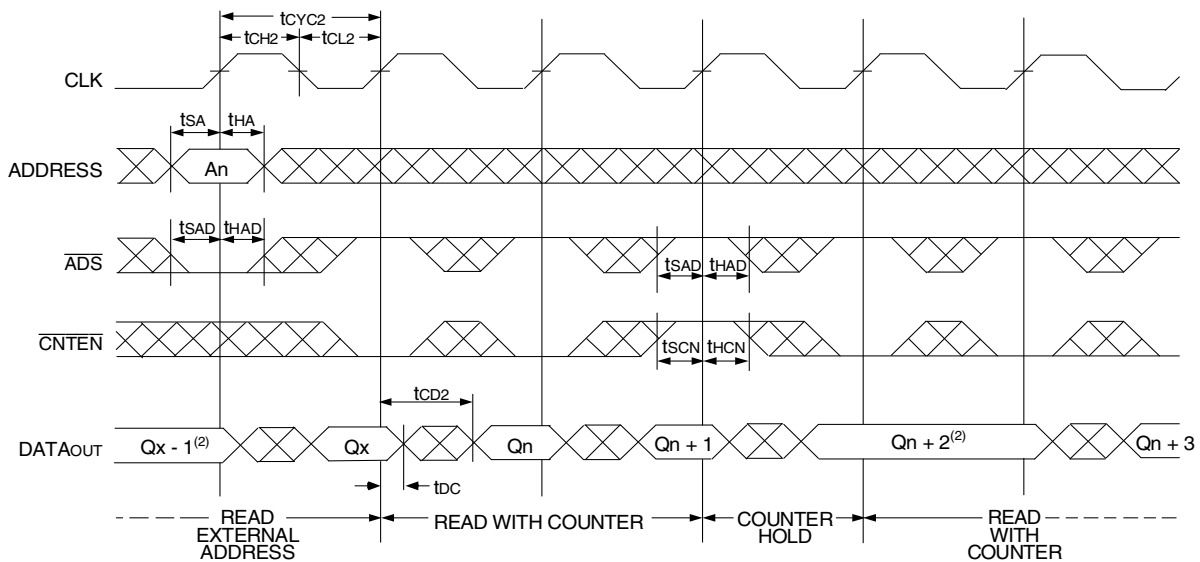 tCYC2
tCH2 tCL2
CLK
tSA tHA
ADDRESS An
tSAD tHAD
ADS
tSAD tHAD
CNTEN
tSCN tHCN
tCD2
DATAOUT Qx - 1(2) Qx Qn Qn + 1 Qn + 2(2) Qn + 3
tDC
READ EXTERNAL ADDRESS
READ WITH COUNTER
COUNTER HOLD
READ WITH COUNTER